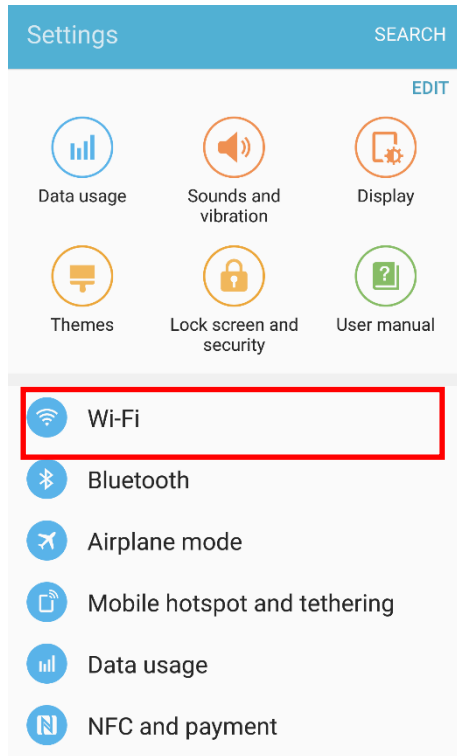 Settings
SEARCH
EDIT
Data usage
Sounds and
vibration
Display
Themes
Lock screen and
security
User manual
?
Wi-Fi
Bluetooth
Airplane mode
Mobile hotspot and tethering
Data usage
N
NFC and payment